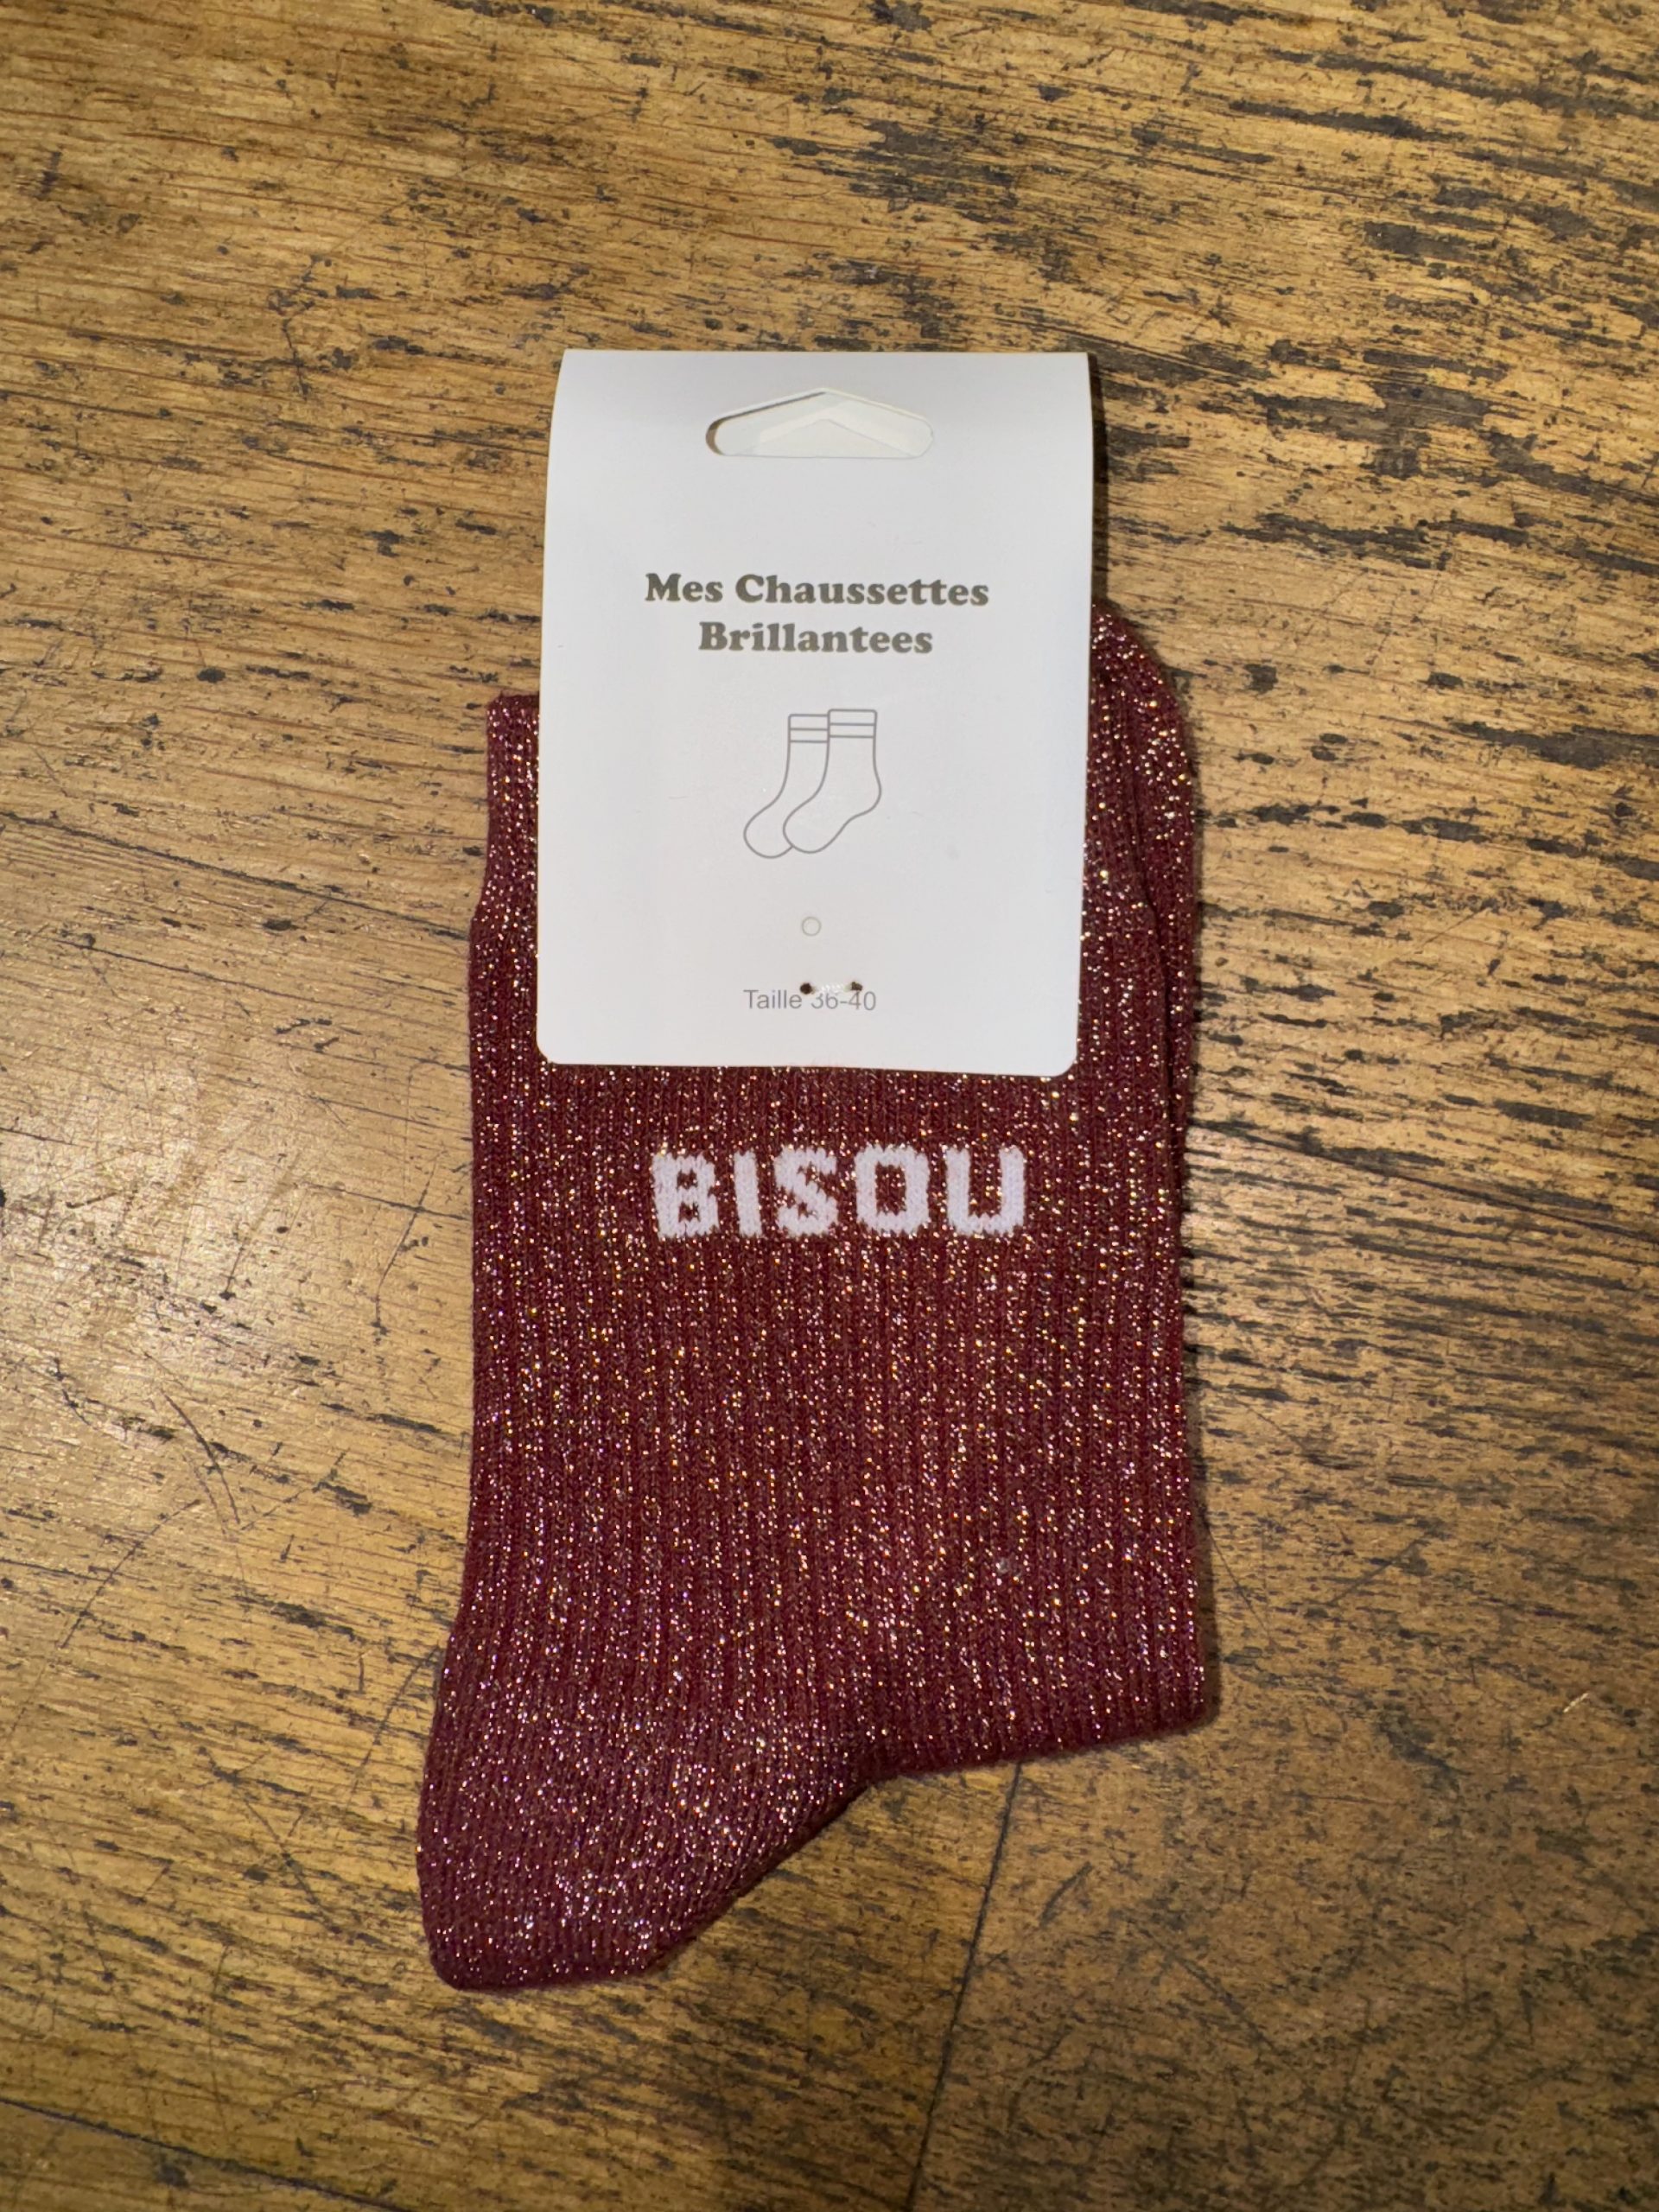 Mes Chaussettes
Brillantees
Taille 36-40
BISOU